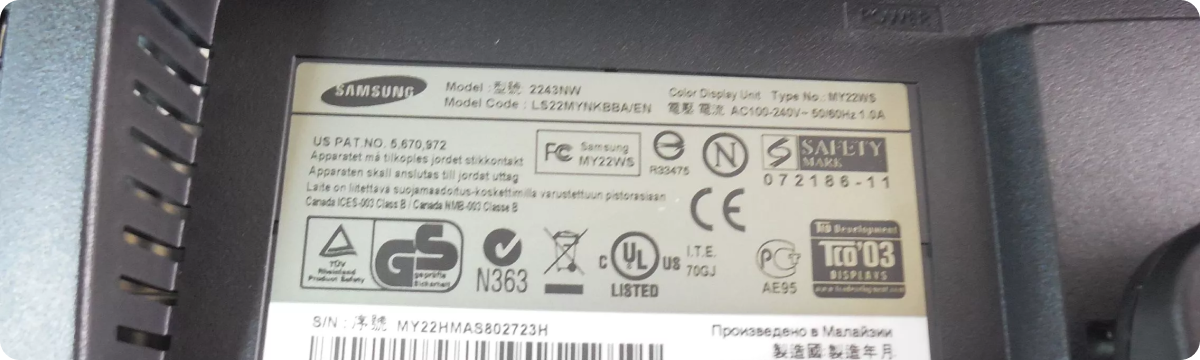 POWER
SAMSUNG
Model : 型號 2243NW
Model Code : LS22MYNKBBA/EN
Color Display Unit Type No.: MY22WS
電壓 電流 AC100-240V~ 50/60Hz 1.0A
US PAT.NO. 5,670,972
Apparatet må tilkoples jordet stikkontakt
Apparaten skall anslutas till jordat uttag
Laite on liitettävä suojamaadoitus-koskettimilla varustettuun pistorasiaan
Canada ICES-003 Class B / Canada NMB-003 Classe B
FC Samsung
MY22WS
R33475
N
S SAFETY
MARK
072186-11
CE
TÜV
Rheinland
Product Safety
GS
geprüfte
Sicherheit
N363
C UL US
LISTED
I.T.E.
70GJ
PG
AE95
TCO Development
TCO'03
DISPLAYS
www.tcodevelopment.com
S/N : 序號 MY22HMAS802723H
Произведено в Малайзии
製造國 製造年月